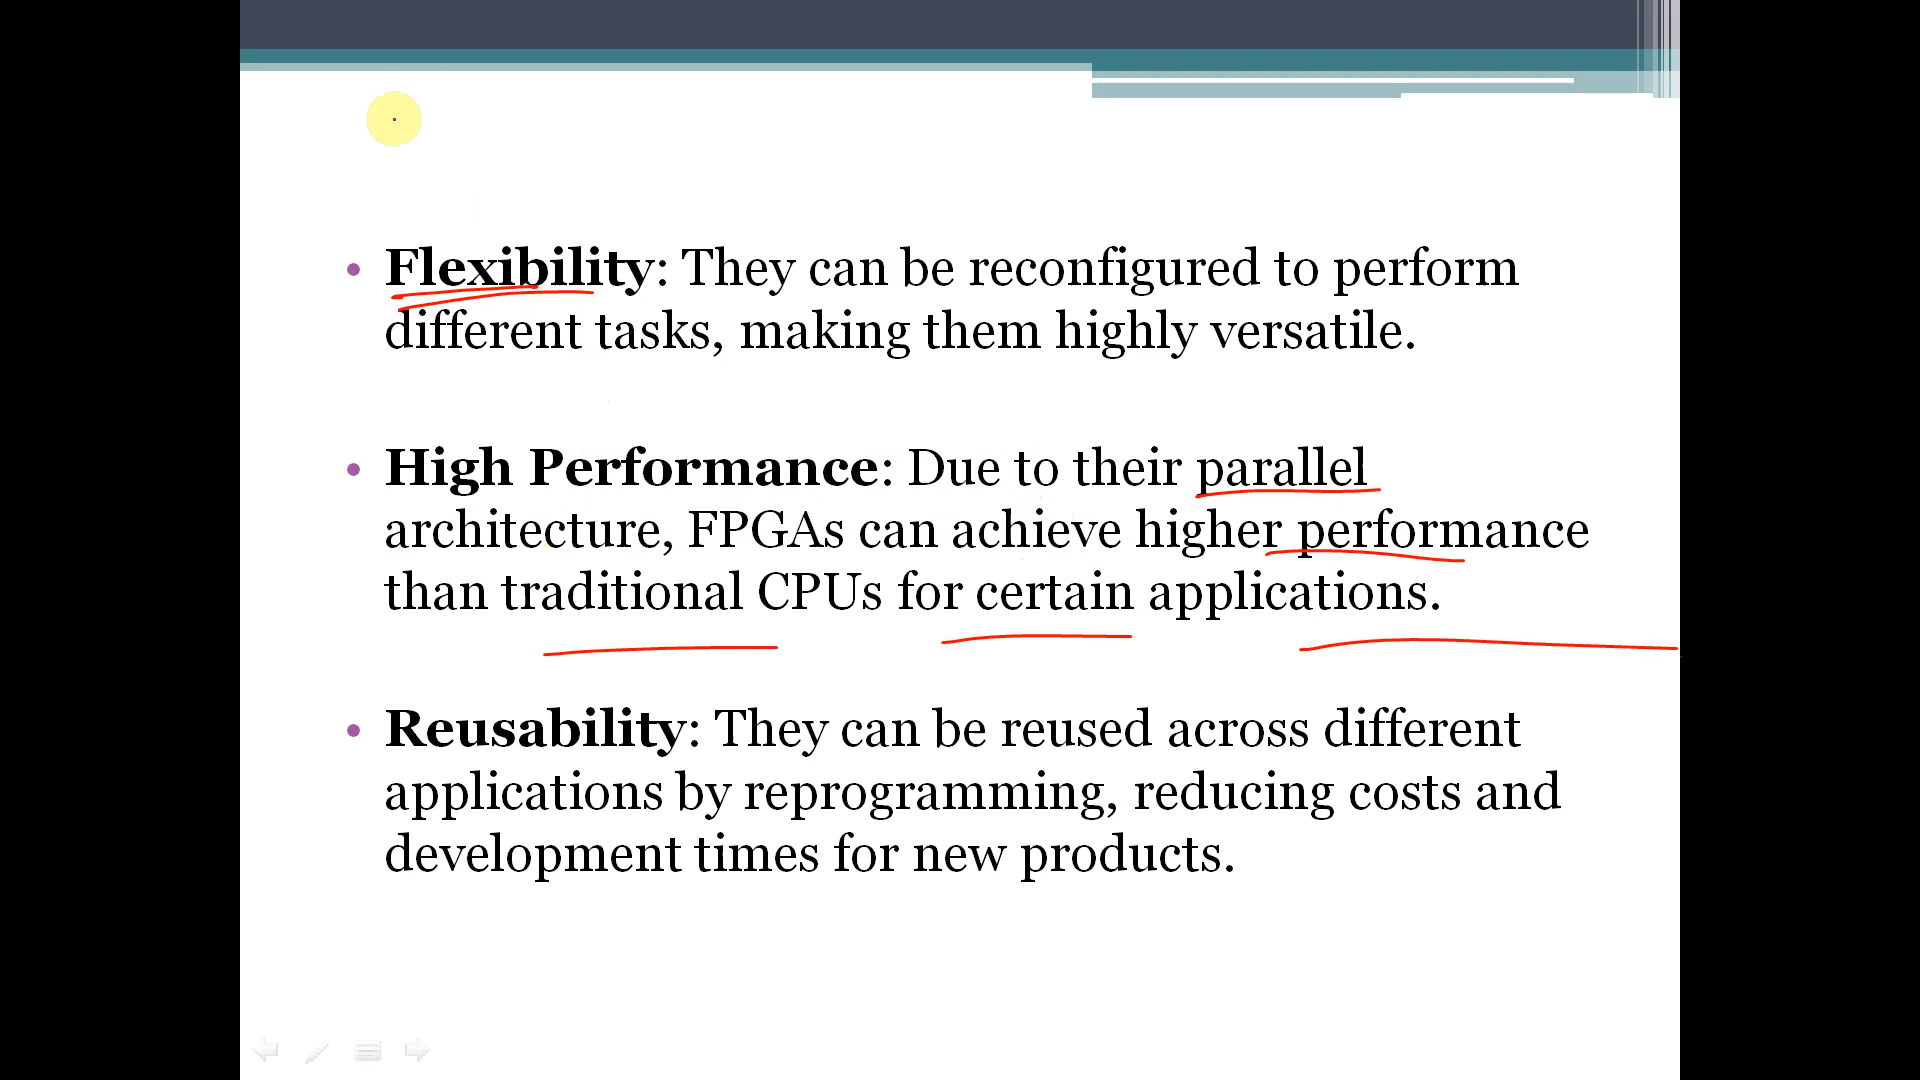 • Flexibility: They can be reconfigured to perform
different tasks, making them highly versatile.
• High Performance: Due to their parallel
architecture, FPGAs can achieve higher performance
than traditional CPUs for certain applications.
• Reusability: They can be reused across different
applications by reprogramming, reducing costs and
development times for new products.